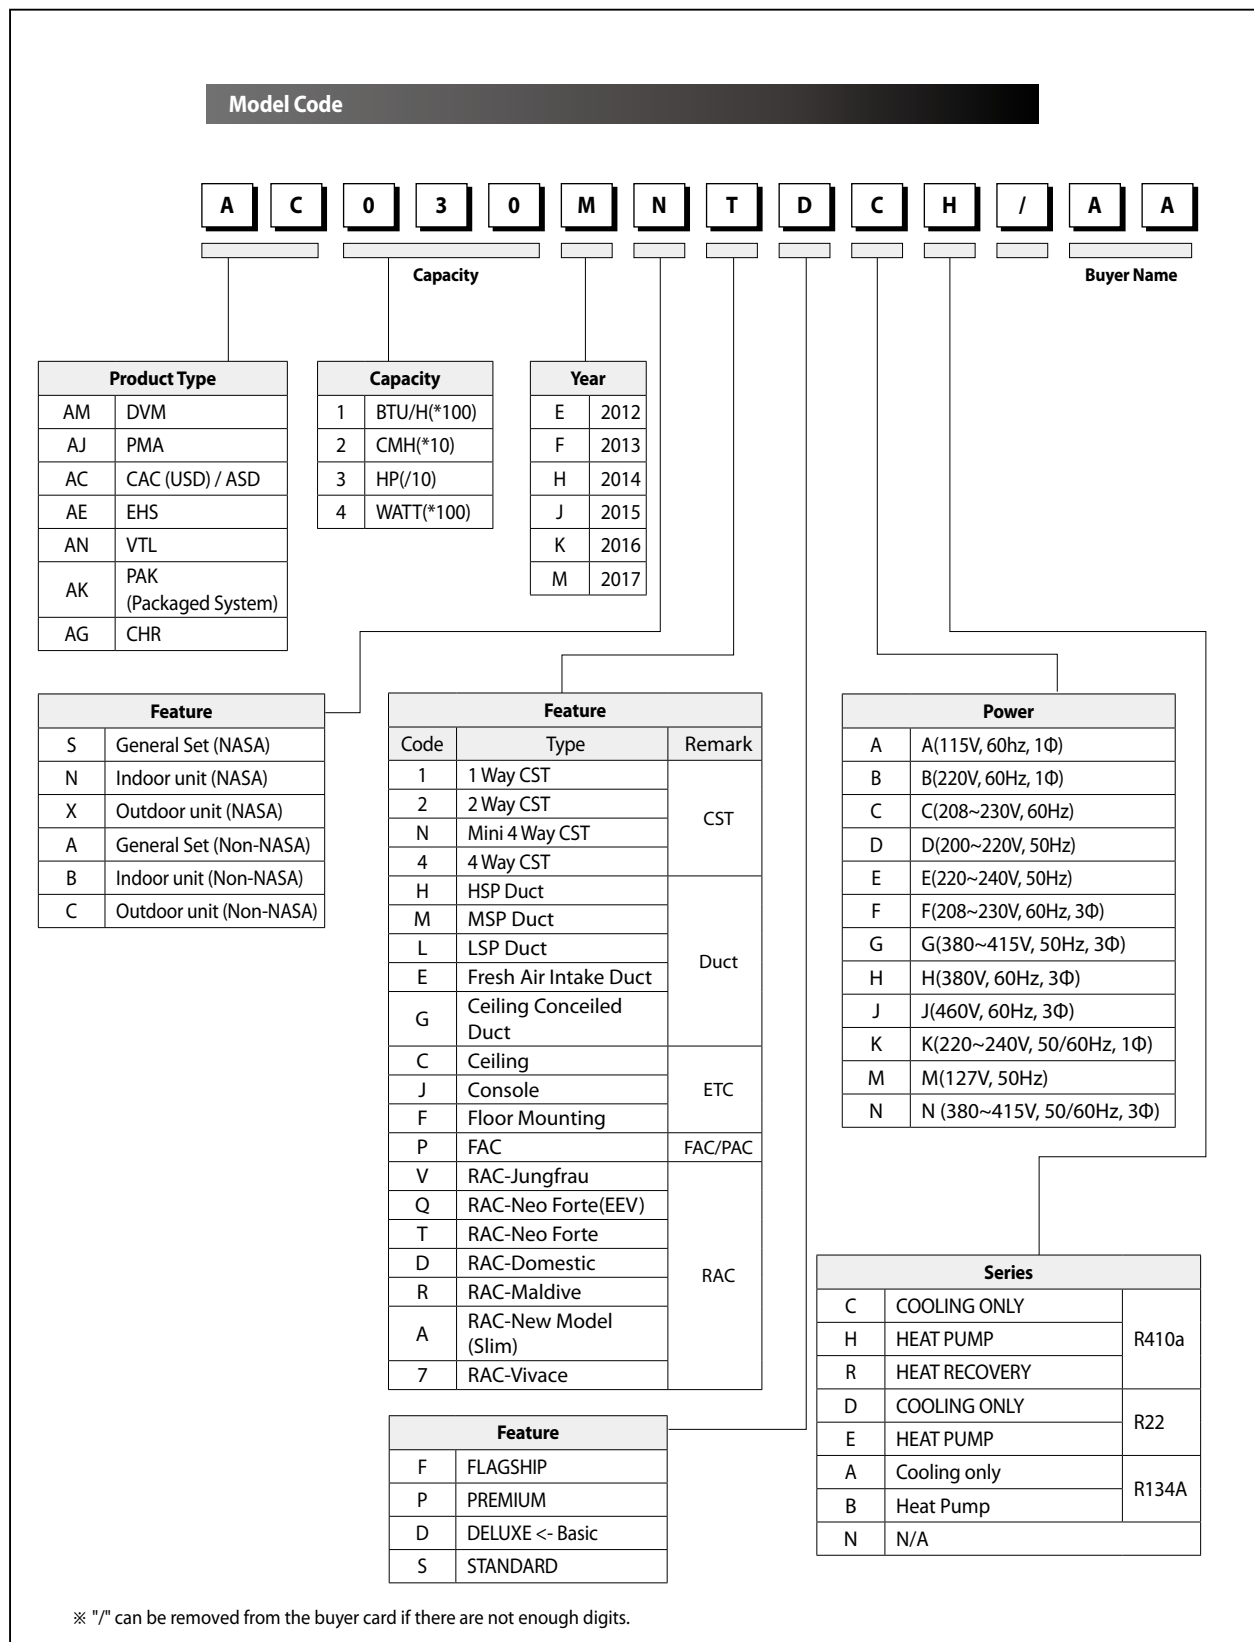 Model Code
A C 0 3 0 M N T D C H / A A
Capacity
Buyer Name
Product Type
AM DVM
AJ PMA
AC CAC (USD) / ASD
AE EHS
AN VTL
AK PAK
(Packaged System)
AG CHR
Capacity
1 BTU/H(*100)
2 CMH(*10)
3 HP(/10)
4 WATT(*100)
Year
E 2012
F 2013
H 2014
J 2015
K 2016
M 2017
Feature
S General Set (NASA)
N Indoor unit (NASA)
X Outdoor unit (NASA)
A General Set (Non-NASA)
B Indoor unit (Non-NASA)
C Outdoor unit (Non-NASA)
Feature
Code Type Remark
1 1 Way CST
2 2 Way CST
CST
N Mini 4 Way CST
4 4 Way CST
H HSP Duct
M MSP Duct
L LSP Duct
Duct
E Fresh Air Intake Duct
G Ceiling Conceiled
Duct
C Ceiling
J Console ETC
F Floor Mounting
P FAC FAC/PAC
V RAC-Jungfrau
Q RAC-Neo Forte(EEV)
T RAC-Neo Forte
D RAC-Domestic
RAC
R RAC-Maldive
A RAC-New Model
(Slim)
7 RAC-Vivace
Feature
F FLAGSHIP
P PREMIUM
D DELUXE <- Basic
S STANDARD
Power
A A(115V, 60hz, 1Φ)
B B(220V, 60Hz, 1Φ)
C C(208~230V, 60Hz)
D D(200~220V, 50Hz)
E E(220~240V, 50Hz)
F F(208~230V, 60Hz, 3Φ)
G G(380~415V, 50Hz, 3Φ)
H H(380V, 60Hz, 3Φ)
J J(460V, 60Hz, 3Φ)
K K(220~240V, 50/60Hz, 1Φ)
M M(127V, 50Hz)
N N (380~415V, 50/60Hz, 3Φ)
Series
C COOLING ONLY
H HEAT PUMP R410a
R HEAT RECOVERY
D COOLING ONLY
R22
E HEAT PUMP
A Cooling only
R134A
B Heat Pump
N N/A
※ "/" can be removed from the buyer card if there are not enough digits.